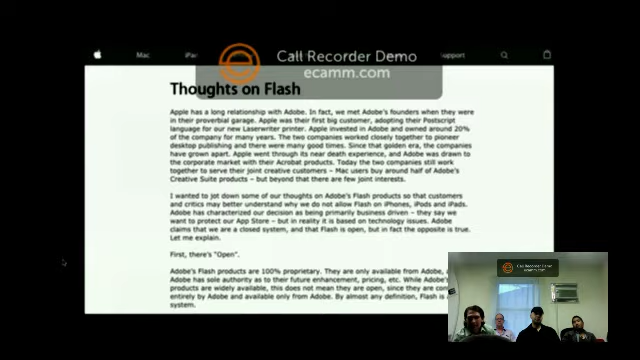 Mac
Call Recorder Demo
support
ecamm.com
Thoughts on Flash
Apple has a long relationship with Adobe. In fact, we met Adobe's founders when they were
in their proverbial garage. Apple was their first big customer, adopting their Postscript
language for our new Laserwriter printer. Apple invested in Adobe and owned around 20%
of the company for many years. The two companies worked closely together to pioneer
desktop publishing and there were many good times. Since that golden era, the companies
have grown apart. Apple went through its near death experience, and Adobe was drawn to
the corporate market with their Acrobat products. Today the two companies still work
together to serve their joint creative customers – Mac users buy around half of Adobe's
Creative Suite products – but beyond that there are few joint interests.
I wanted to jot down some of our thoughts on Adobe's Flash products so that customers
and critics may better understand why we do not allow Flash on iPhones, iPods and iPads.
Adobe has characterized our decision as being primarily business driven – they say we
want to protect our App Store – but in reality it is based on technology issues. Adobe
claims that we are a closed system, and that Flash is open, but in fact the opposite is true.
Let me explain.
First, there's "Open".
Adobe's Flash products are 100% proprietary. They are only available from Adobe,
Adobe has sole authority as to their future enhancement, pricing, etc. While Adobe's
products are widely available, this does not mean they are open, since they are
entirely by Adobe and available only from Adobe. By almost any definition, Flash is
system.
Call Recorder Demo
ecamm.com